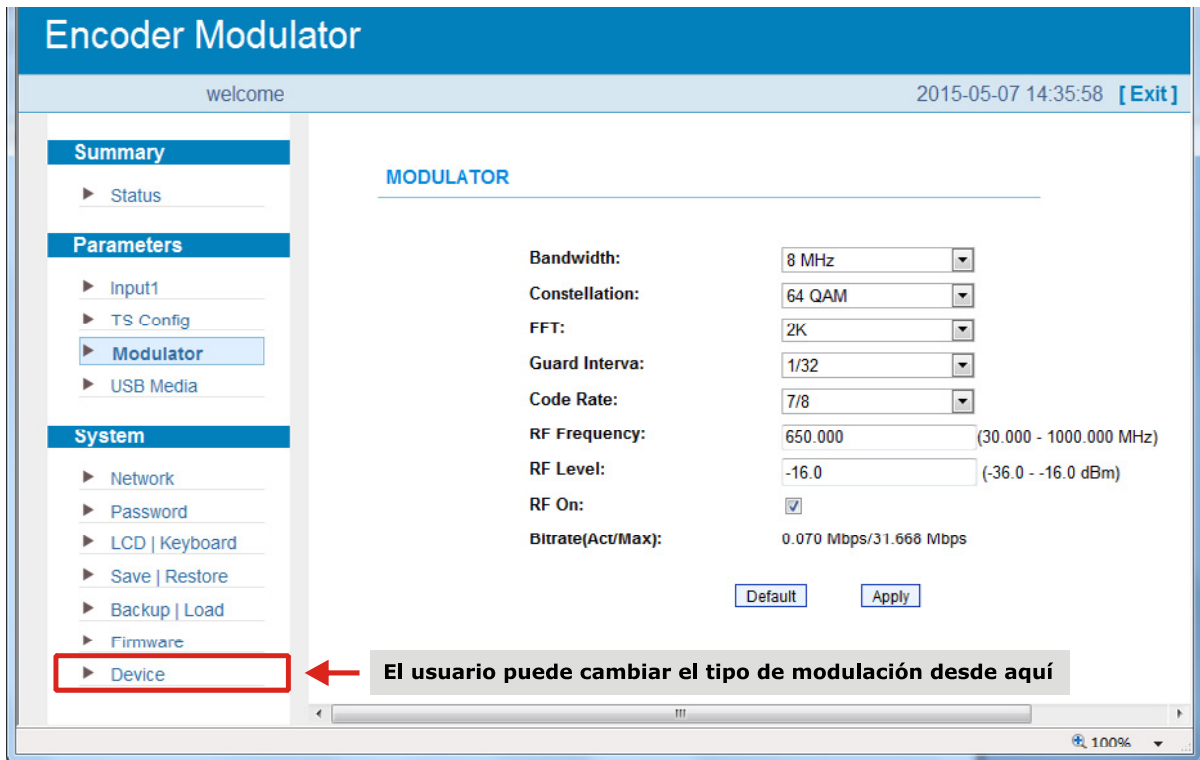 Encoder Modulator
welcome
2015-05-07 14:35:58 [ Exit ]
Summary
Status
Parameters
Input1
TS Config
Modulator
USB Media
System
Network
Password
LCD | Keyboard
Save | Restore
Backup | Load
Firmware
Device
MODULATOR
Bandwidth: 8 MHz
Constellation: 64 QAM
FFT: 2K
Guard Interva: 1/32
Code Rate: 7/8
RF Frequency: 650.000 (30.000 - 1000.000 MHz)
RF Level: -16.0 (-36.0 - -16.0 dBm)
RF On:
Bitrate(Act/Max): 0.070 Mbps/31.668 Mbps
Default Apply
El usuario puede cambiar el tipo de modulación desde aquí
100%